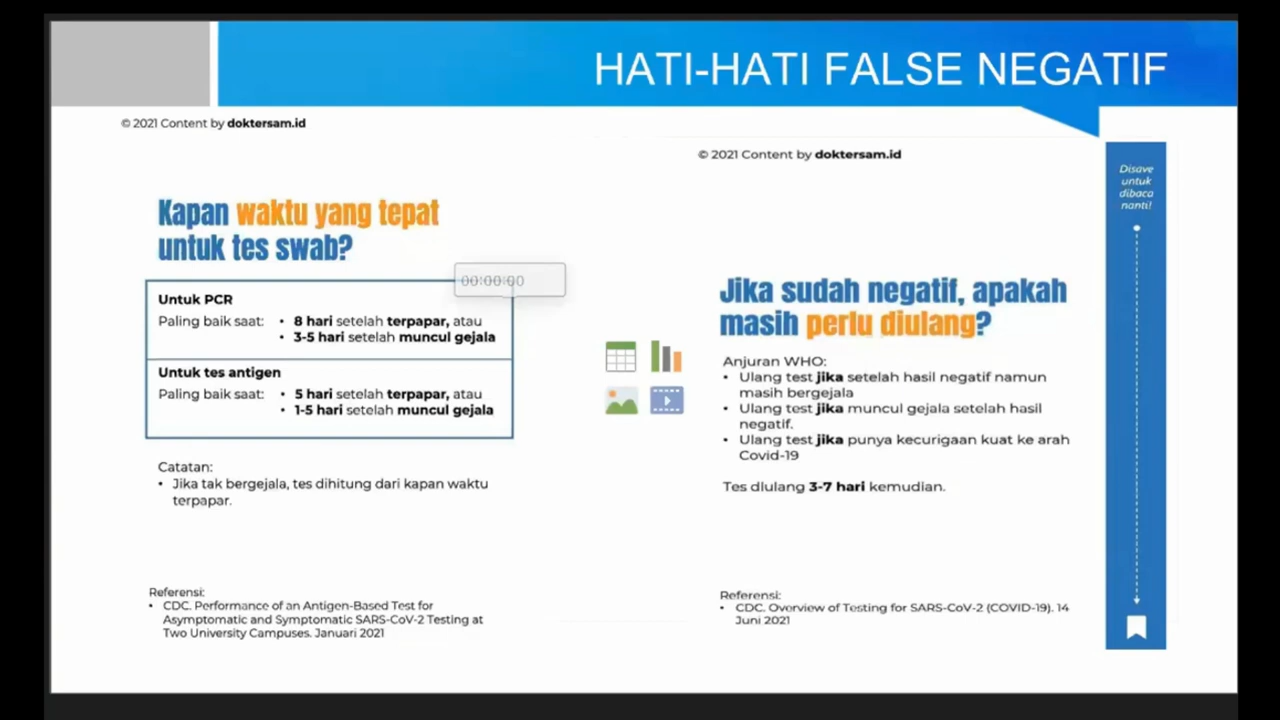 HATI-HATI FALSE NEGATIF
© 2021 Content by doktersam.id
Kapan waktu yang tepat
untuk tes swab?
00:00:00
Untuk PCR
Paling baik saat: • 8 hari setelah terpapar, atau
• 3-5 hari setelah muncul gejala
Untuk tes antigen
Paling baik saat: • 5 hari setelah terpapar, atau
• 1-5 hari setelah muncul gejala
Catatan:
• Jika tak bergejala, tes dihitung dari kapan waktu
terpapar.
Referensi:
• CDC. Performance of an Antigen-Based Test for
Asymptomatic and Symptomatic SARS-CoV-2 Testing at
Two University Campuses. Januari 2021
© 2021 Content by doktersam.id
Jika sudah negatif, apakah
masih perlu diulang?
Anjuran WHO:
• Ulang test jika setelah hasil negatif namun
masih bergejala
• Ulang test jika muncul gejala setelah hasil
negatif.
• Ulang test jika punya kecurigaan kuat ke arah
Covid-19
Tes diulang 3-7 hari kemudian.
Referensi:
• CDC. Overview of Testing for SARS-CoV-2 (COVID-19). 14
Juni 2021
Disave
untuk
dibaca
nanti!